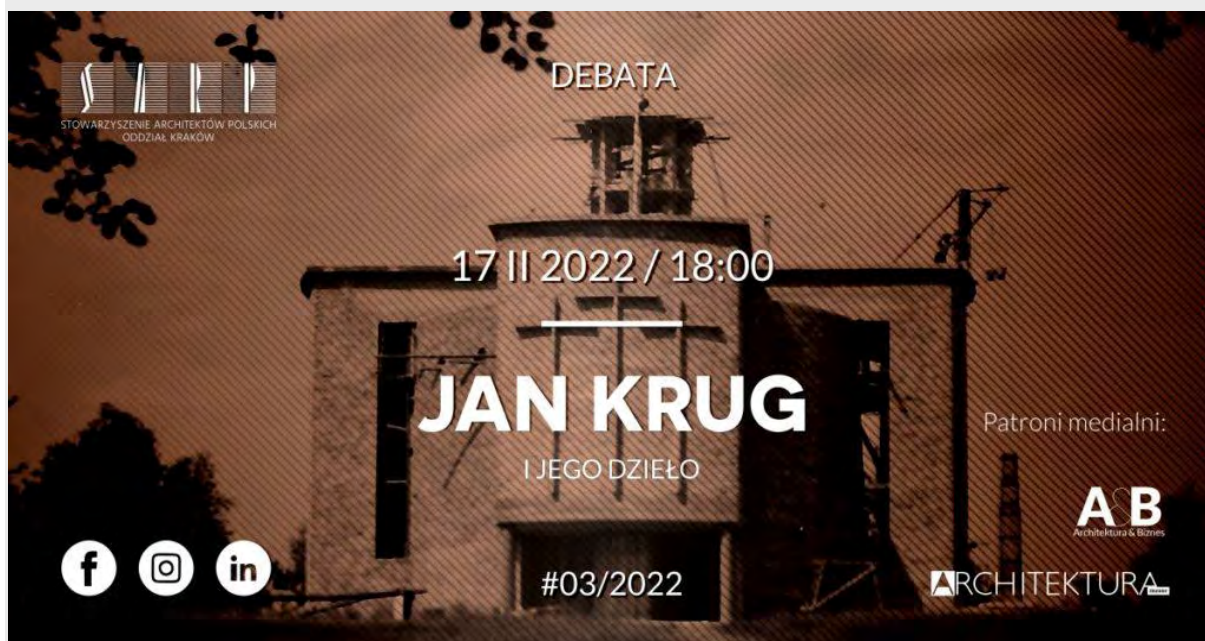 SARP
STOWARZYSZENIE ARCHITEKTÓW POLSKICH
ODDZIAŁ KRAKÓW
DEBATA
17 II 2022 / 18:00
JAN KRUG
I JEGO DZIEŁO
#03/2022
Patroni medialni:
A&B
Architektura & Biznes
ARCHITEKTURA
f
in